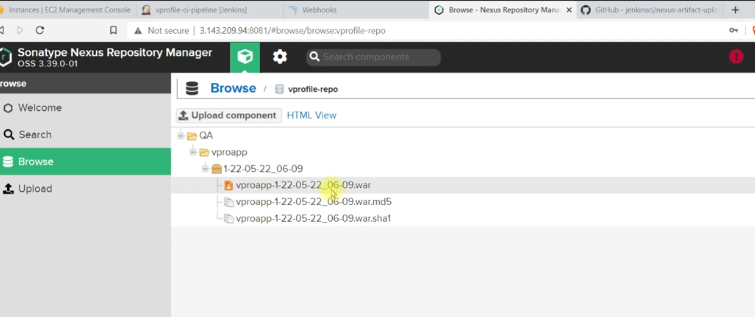 Instances | EC2 Management Console
vprofile-ci-pipeline [Jenkins]
Webhooks
Browse - Nexus Repository Mana
GitHub - jenkinsci/nexus-artifact-uplo
Not secure | 3.143.209.94:8081/#browse/browse:vprofile-repo
Sonatype Nexus Repository Manager
OSS 3.39.0-01
Search components
rowse
Browse / vprofile-repo
Welcome
Search
Browse
Upload
Upload component
HTML View
QA
vproapp
1-22-05-22_06-09
vproapp-1-22-05-22_06-09.war
vproapp-1-22-05-22_06-09.war.md5
vproapp-1-22-05-22_06-09.war.sha1